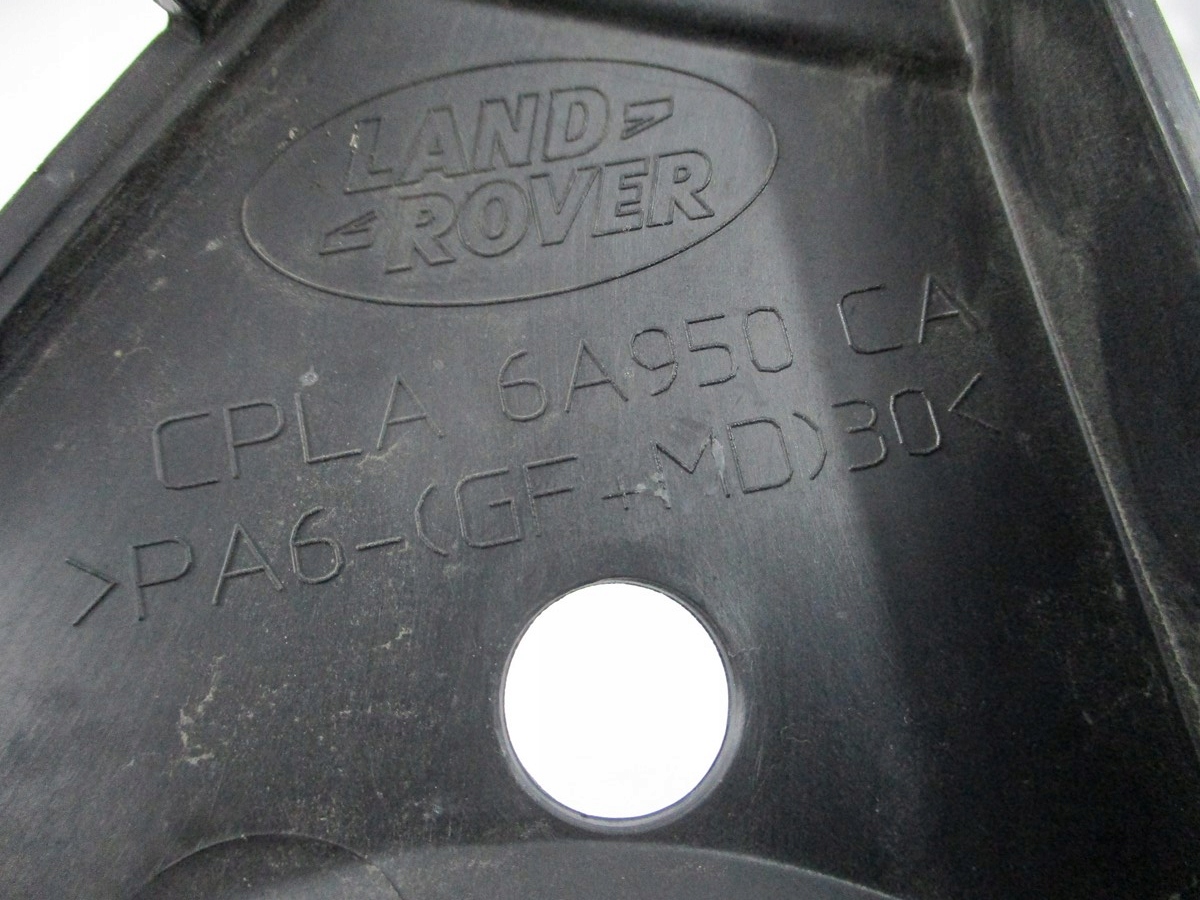 LAND
ROVER
CPLA 6A950 CA
>PA6-(GF+MD)30<